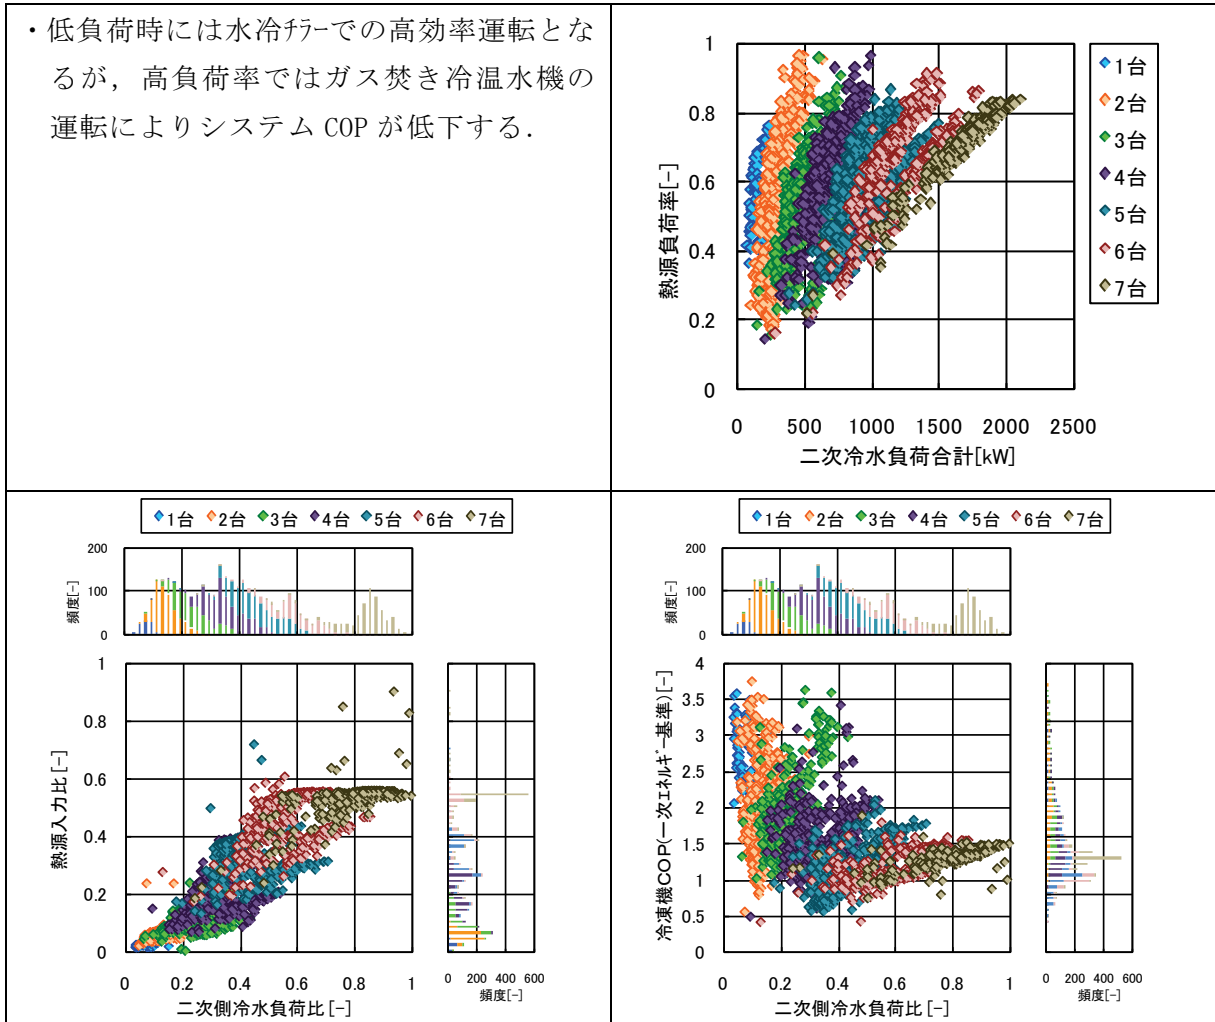 ・低負荷時には水冷ﾁﾗｰでの高効率運転とな
るが，高負荷率ではガス焚き冷温水機の
運転によりシステム COP が低下する．
1
0.8
0.6
0.4
0.2
0
熱源負荷率[-]
0 500 1000 1500 2000 2500
二次冷水負荷合計[kW]
1台
2台
3台
4台
5台
6台
7台
1台 2台 3台 4台 5台 6台 7台
200
100
0
頻度[-]
1
0.8
0.6
0.4
0.2
0
熱源入力比[-]
0 0.2 0.4 0.6 0.8 1
二次側冷水負荷比[-]
0 200 400 600
頻度[-]
1台 2台 3台 4台 5台 6台 7台
200
100
0
頻度[-]
4
3.5
3
2.5
2
1.5
1
0.5
0
冷凍機COP(一次ｴﾈﾙｷﾞｰ基準)[-]
0 0.2 0.4 0.6 0.8 1
二次側冷水負荷比[-]
0 200 400 600
頻度[-]